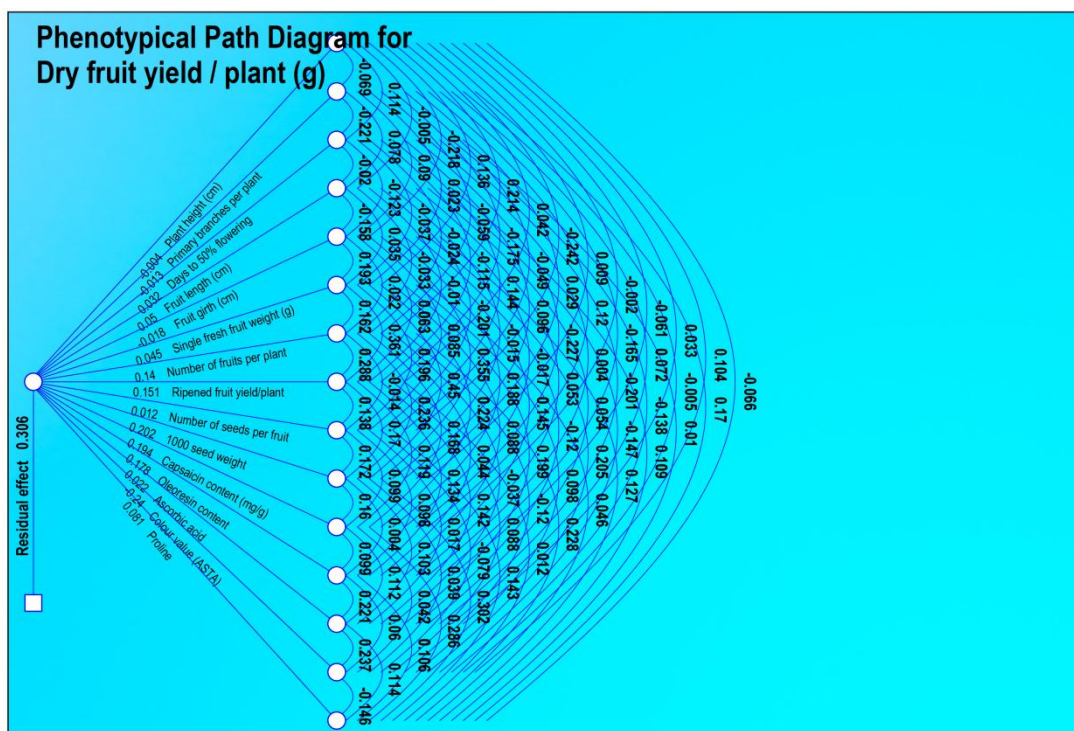 Phenotypical Path Diagram for
Dry fruit yield / plant (g)
-0.004 Plant height (cm)
-0.013 Primary branches per plant
0.032 Days to 50% flowering
0.05 Fruit length (cm)
-0.018 Fruit girth (cm)
0.045 Single fresh fruit weight (g)
0.14 Number of fruits per plant
0.151 Ripened fruit yield/plant
0.012 Number of seeds per fruit
0.202 1000 seed weight
0.194 Capsaicin content (mg/g)
0.178 Oleoresin content
0.022 Ascorbic acid
-0.24 Colour value (ASTA)
0.081 Proline
Residual effect 0.306
-0.069 -0.221 -0.02 -0.158 0.193 0.162 0.286 0.138 0.172 0.16 0.099 0.221 0.237 -0.146
0.114 0.078 -0.123 0.035 0.022 0.361 -0.014 0.17 0.099 0.004 0.112 0.06 0.114
-0.005 0.09 -0.037 -0.033 0.063 0.196 0.236 0.119 0.098 0.103 0.042 0.106
-0.218 0.023 -0.024 -0.01 0.085 0.45 0.168 0.134 0.017 0.039 0.286
0.136 -0.059 -0.115 -0.201 0.355 0.224 0.044 0.142 -0.079 0.302
0.214 -0.175 0.144 -0.015 0.188 0.088 -0.037 0.088 0.143
0.042 -0.049 0.096 -0.017 0.145 0.199 -0.12 0.012
-0.242 0.029 -0.227 0.053 -0.12 0.098 0.228
0.009 0.12 0.004 0.054 0.205 0.046
-0.002 -0.165 -0.201 -0.147 0.127
-0.061 0.072 -0.138 0.109
0.033 -0.005 0.01
0.104 0.17
-0.066